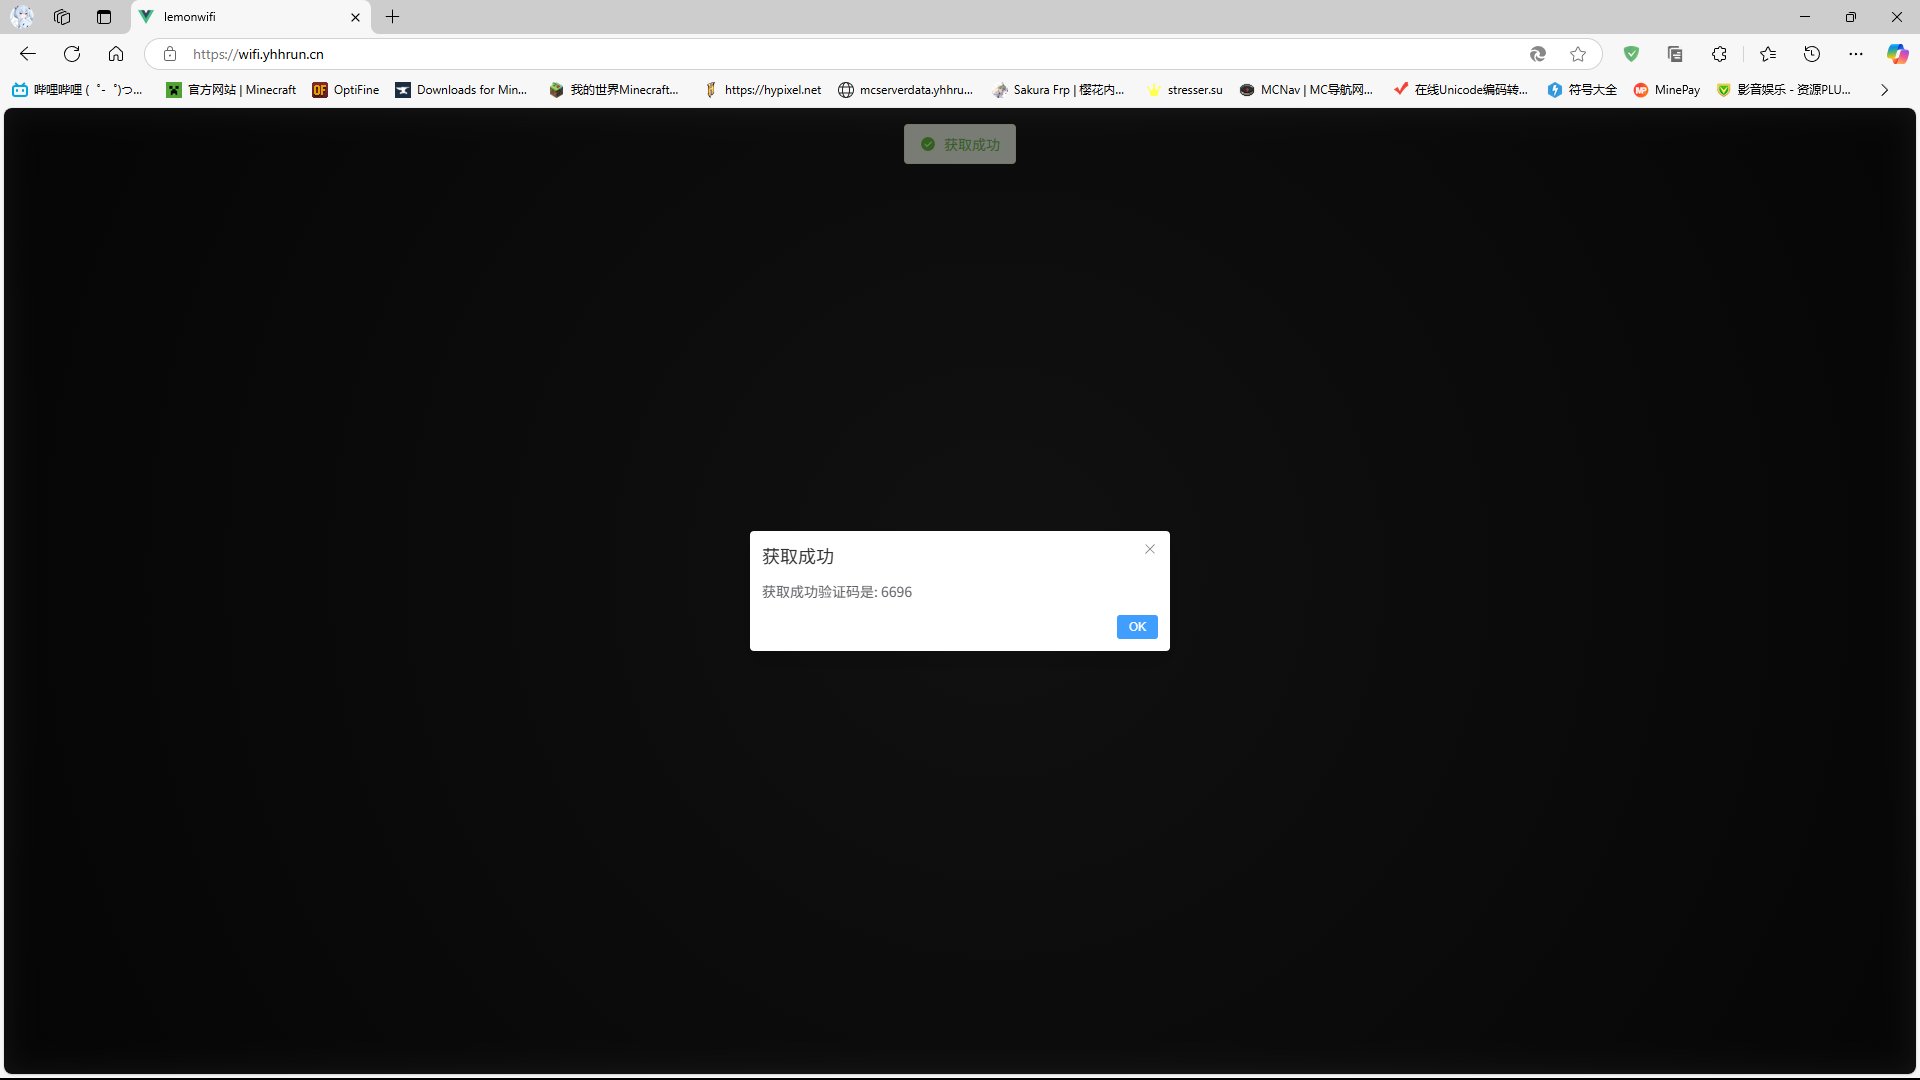 lemonwifi
https://wifi.yhhrun.cn
哔哩哔哩 (゜-゜)つ...
官方网站 | Minecraft
OptiFine
Downloads for Min...
我的世界Minecraft...
https://hypixel.net
mcserverdata.yhhru...
Sakura Frp | 樱花内...
stresser.su
MCNav | MC导航网...
在线Unicode编码转...
符号大全
MinePay
影音娱乐 - 资源PLU...
获取成功
获取成功
获取成功验证码是: 6696
OK